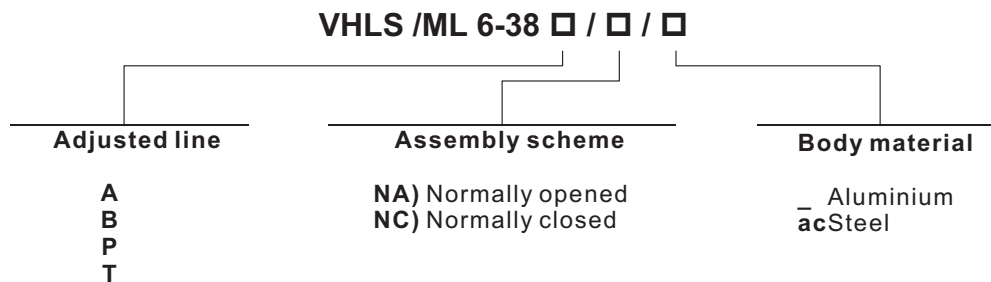 VHLS /ML 6-38 □ / □ / □
Adjusted line
Assembly scheme
Body material
A
B
P
T
NA) Normally opened
NC) Normally closed
_ Aluminium
acSteel